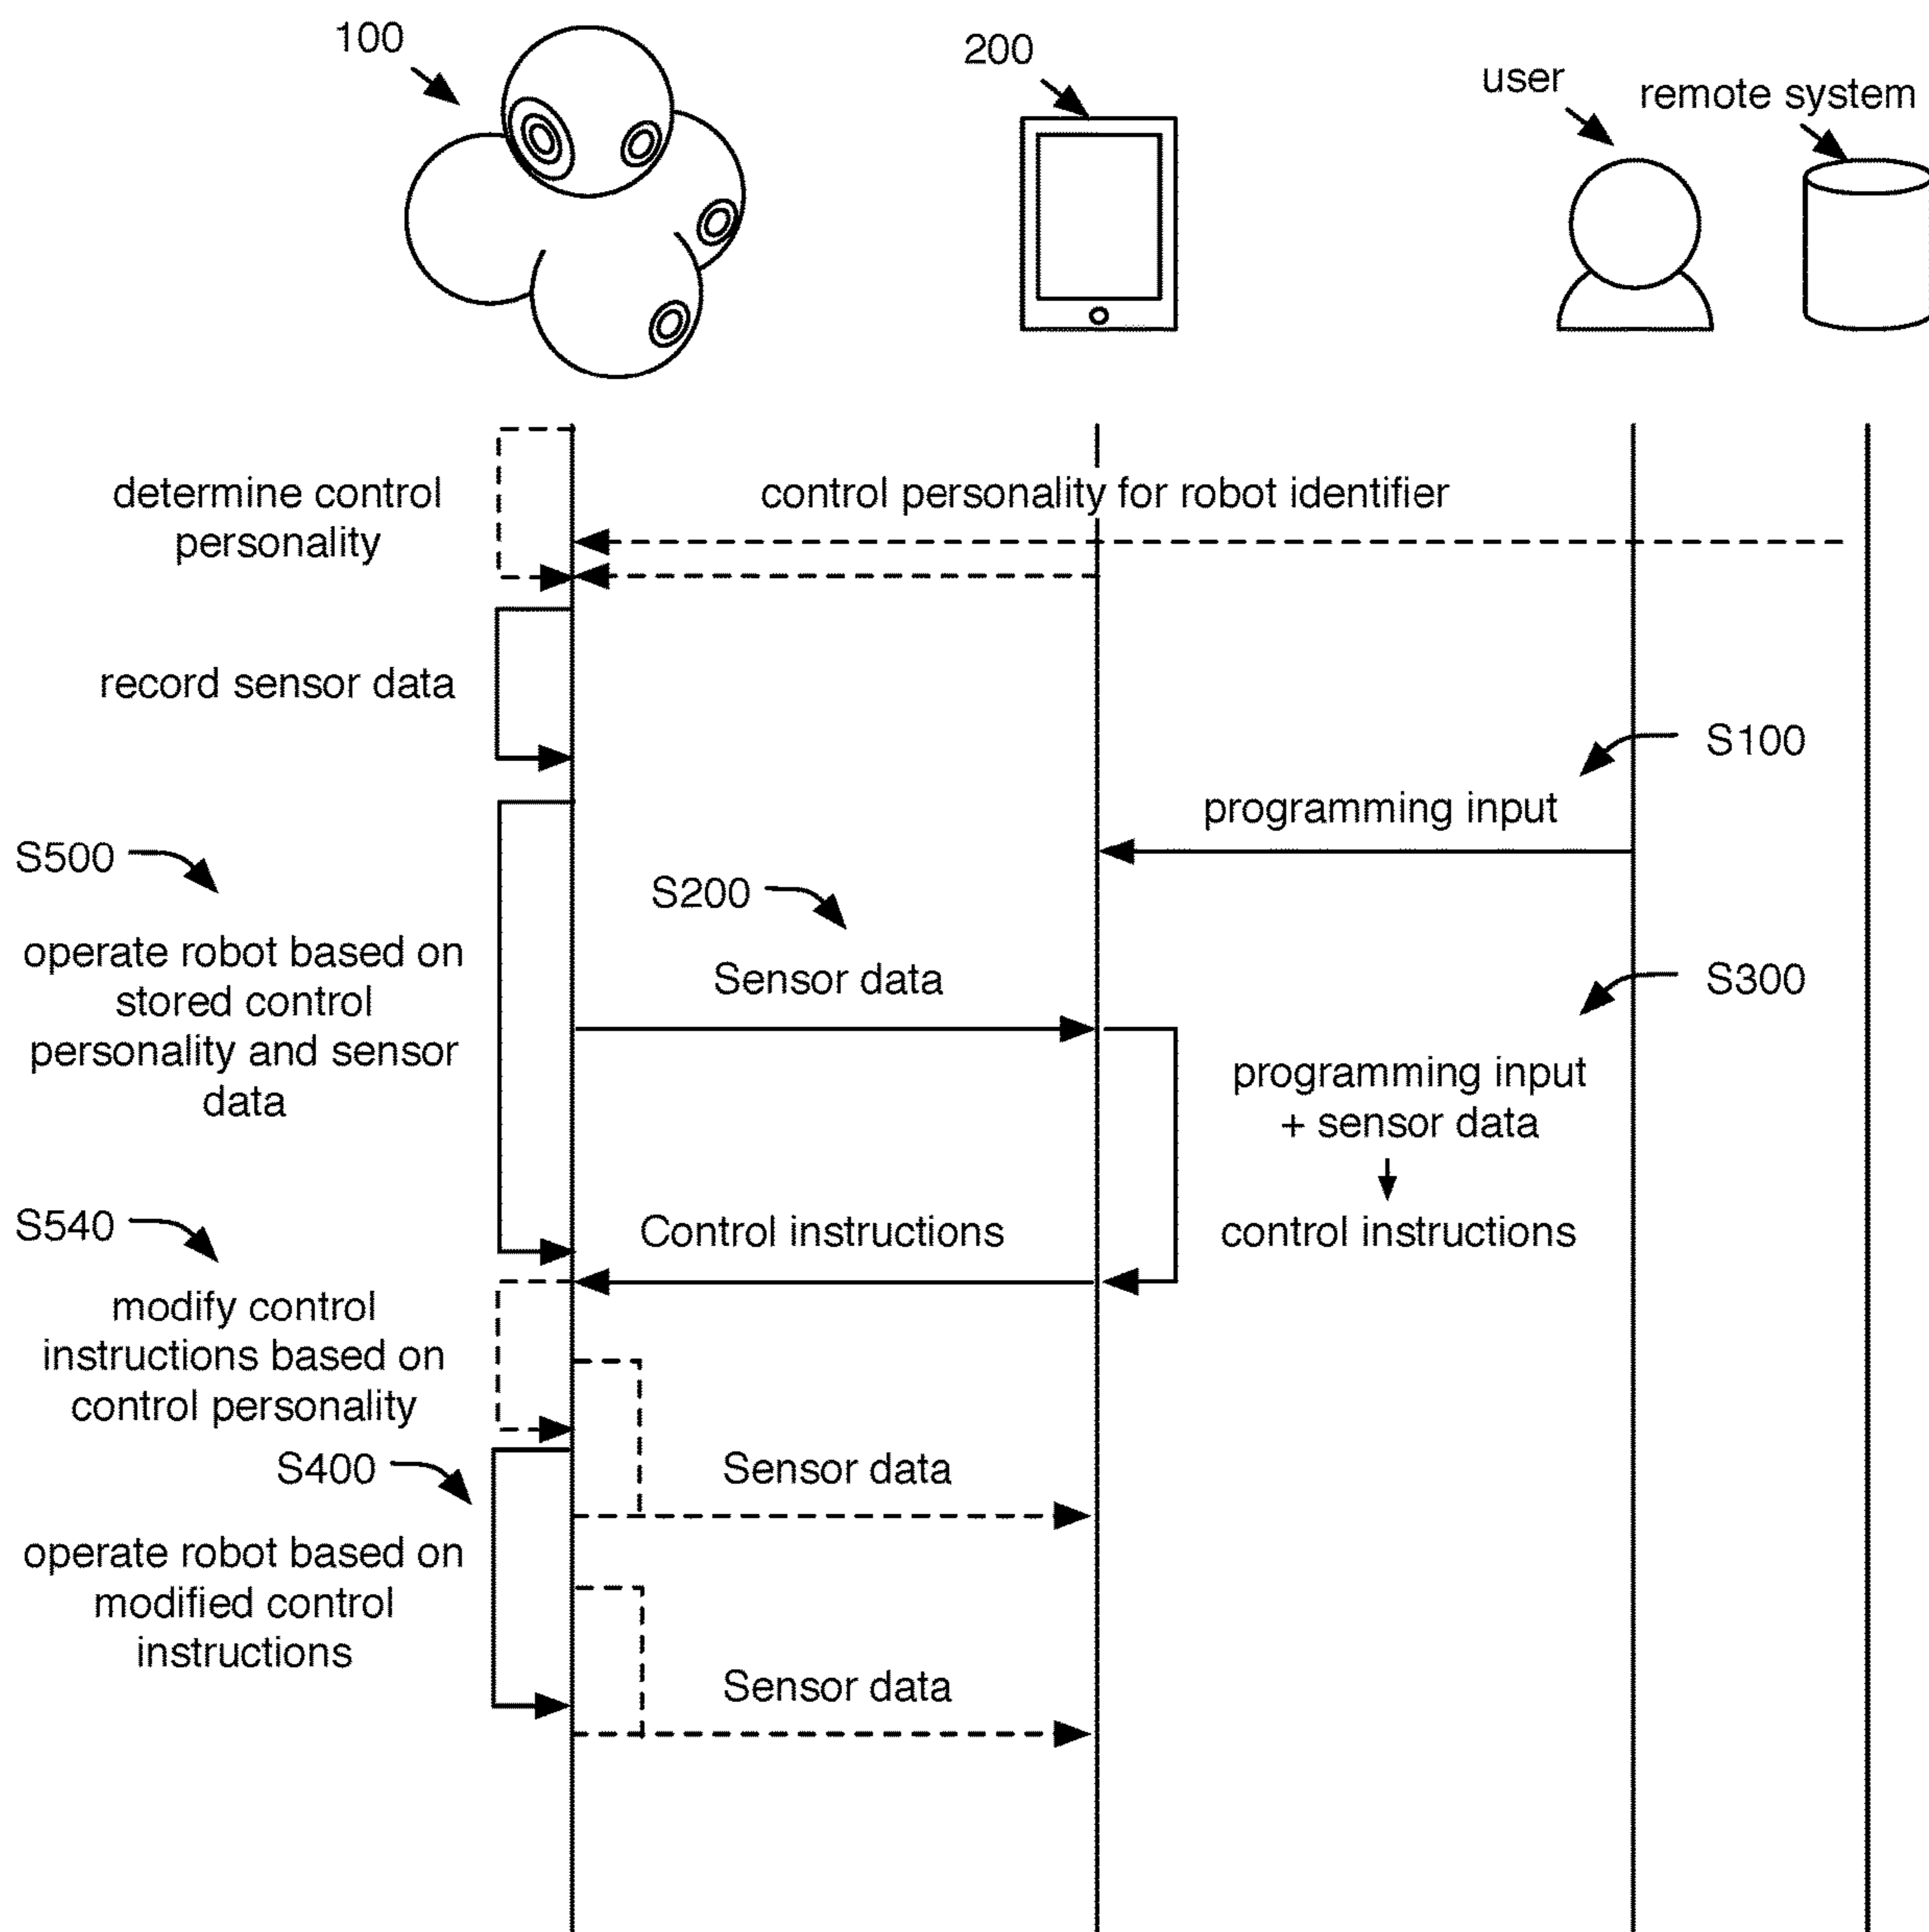 100
200
user
remote system
determine control
personality
control personality for robot identifier
record sensor data
S100
programming input
S500
S200
operate robot based on
stored control
personality and sensor
data
Sensor data
S300
programming input
+ sensor data
control instructions
S540
Control instructions
modify control
instructions based on
control personality
S400
Sensor data
operate robot based on
modified control
instructions
Sensor data